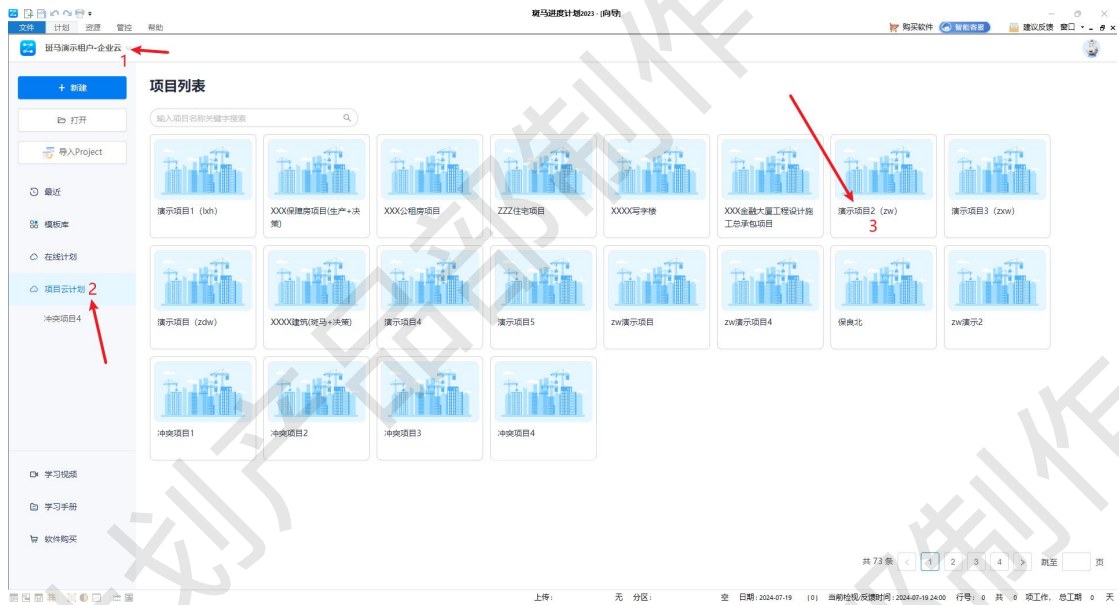 斑马进度计划2023 - [向导]
文件 计划 资源 管控 帮助
购买软件 智能客服 建议反馈 窗口
斑马演示租户-企业云
1
+ 新建
打开
导入Project
最近
模板库
在线计划
项目云计划 2
冲突项目4
学习视频
学习手册
软件购买
项目列表
输入项目名称关键字搜索
演示项目1（lxh）
XXX保障房项目(生产+决
策)
XXX公租房项目
ZZZ住宅项目
XXXX写字楼
XXX金融大厦工程设计施
工总承包项目
演示项目2（zw）
3
演示项目3（zxw）
演示项目（zdw）
XXXX建筑(斑马+决策)
演示项目4
演示项目5
zw演示项目
zw演示项目4
保良北
zw演示2
冲突项目1
冲突项目2
冲突项目3
冲突项目4
共 73 条 < 1 2 3 4 > 跳至 页
上传: 无 分区: 空 日期: 2024-07-19 (0) 当前检视/反馈时间: 2024-07-19 24:00 行号: 0 共 0 项工作、总工期 0 天
划产品部制作
部制作